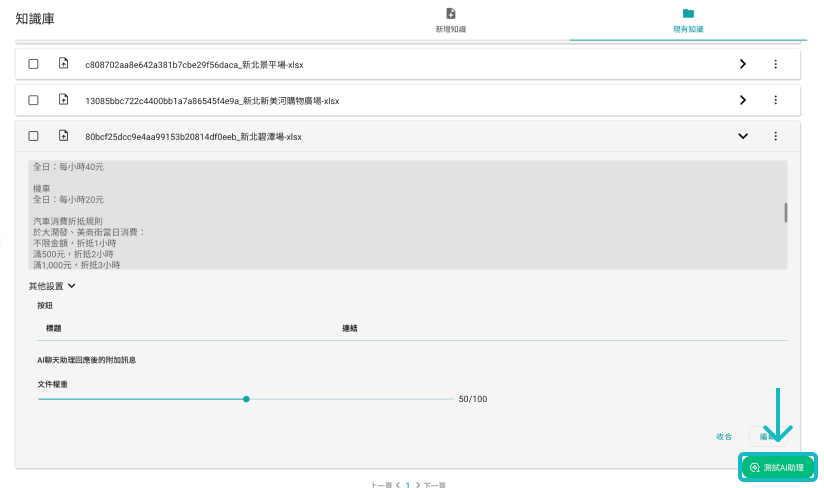 知識庫
新增知識
現有知識
c808702aa8e642a381b7cbe29f56daca_新北景平場-xlsx
13085bbc722c4400bb1a7a86545f4e9a_新北新美河購物廣場-xlsx
80bcf25dcc9e4aa99153b20814df0eeb_新北碧潭場-xlsx
全日：每小時40元
機車
全日：每小時20元
汽車消費折抵規則
於大潤發、美商街當日消費：
不限金額，折抵1小時
滿500元，折抵2小時
滿1,000元，折抵3小時
其他設置
按鈕
標題 連結
AI聊天助理回應後的附加訊息
文件權重
50/100
收合 編輯
測試AI助理
上一頁 1 下一頁